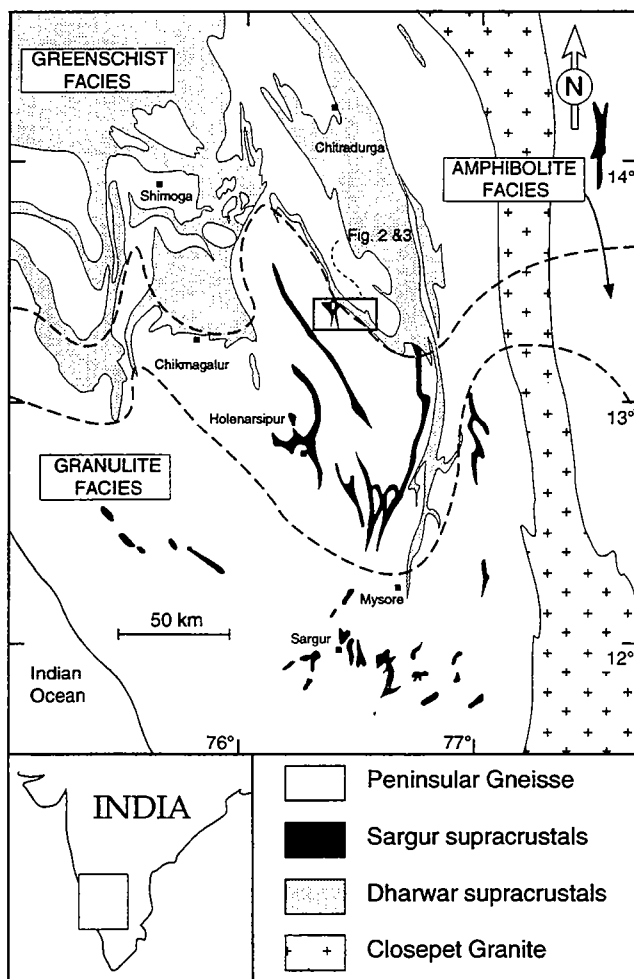 GREENSCHIST
FACIES
N
Chitradurga
AMPHIBOLITE
FACIES
14°
Shimoga
Fig. 2 &3
Chikmagalur
13°
Holenarsipur
GRANULITE
FACIES
Mysore
50 km
Sargur
12°
Indian
Ocean
76°
77°
INDIA
Peninsular Gneisse
Sargur supracrustals
Dharwar supracrustals
Closepet Granite